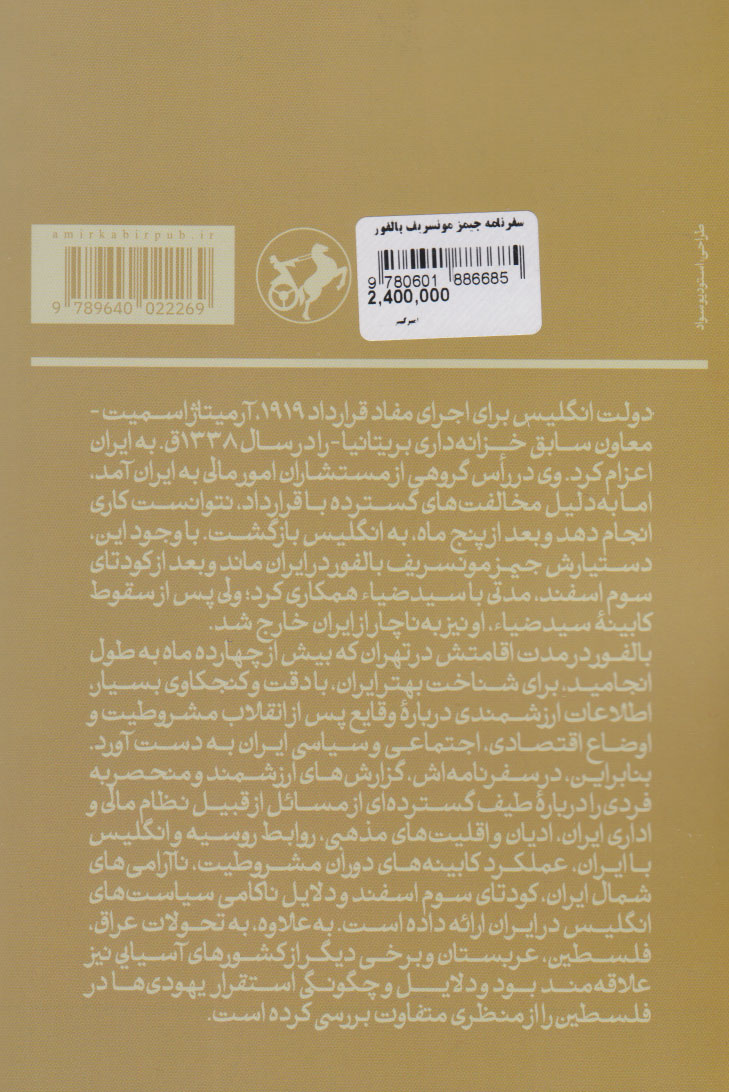 سفرنامه جیمز مونسریف بالفور
9 780601 886685
2,400,000
امیرکبیر
amirkabirpub.ir
9 789640 022269
طراحی: استودیو سواد
دولت انگلیس برای اجرای مفاد قرارداد ۱۹۱۹، آرمیتاژ اسمیت -
معاون سابق خزانه‌داری بریتانیا- را در سال ۱۳۳۸ق. به ایران
اعزام کرد. وی در رأس گروهی از مستشاران امور مالی به ایران آمد،
اما به دلیل مخالفت‌های گسترده با قرارداد، نتوانست کاری
انجام دهد و بعد از پنج ماه، به انگلیس بازگشت. با وجود این،
دستیارش جیمز مونسریف بالفور در ایران ماند و بعد از کودتای
سوم اسفند، مدتی با سید ضیاء همکاری کرد؛ ولی پس از سقوط
کابینهٔ سید ضیاء، او نیز به ناچار از ایران خارج شد.
بالفور در مدت اقامتش در تهران که بیش از چهارده ماه به طول
انجامید، برای شناخت بهتر ایران، با دقت و کنجکاوی بسیار
اطلاعات ارزشمندی دربارهٔ وقایع پس از انقلاب مشروطیت و
اوضاع اقتصادی، اجتماعی و سیاسی ایران به دست آورد.
بنابراین، در سفرنامه‌اش، گزارش‌های ارزشمند و منحصر به
فردی را دربارهٔ طیف گسترده‌ای از مسائل از قبیل نظام مالی و
اداری ایران، ادیان و اقلیت‌های مذهبی، روابط روسیه و انگلیس
با ایران، عملکرد کابینه‌های دوران مشروطیت، ناآرامی‌های
شمال ایران، کودتای سوم اسفند و دلایل ناکامی سیاست‌های
انگلیس در ایران ارائه داده است. به علاوه، به تحولات عراق،
فلسطین، عربستان و برخی دیگر از کشورهای آسیایی نیز
علاقه‌مند بود و دلایل و چگونگی استقرار یهودی‌ها در
فلسطین را از منظری متفاوت بررسی کرده است.